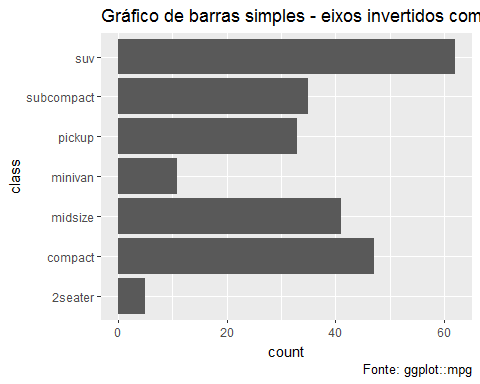 Gráfico de barras simples - eixos invertidos com
suv
subcompact
pickup
minivan
midsize
compact
2seater
class
0 20 40 60
count
Fonte: ggplot::mpg